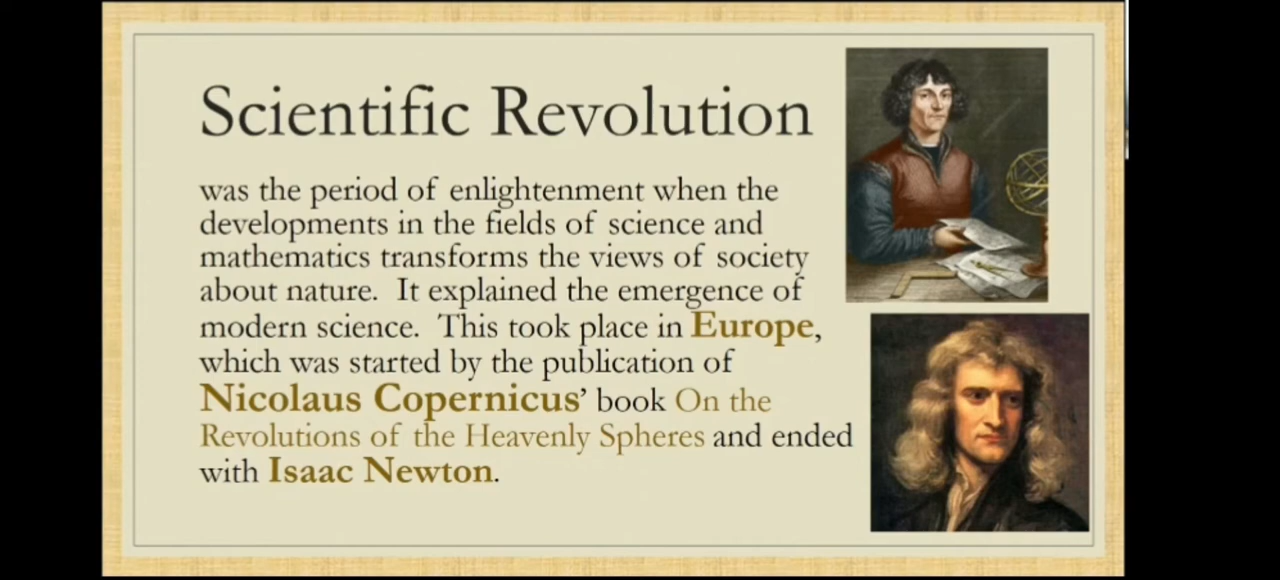 Scientific Revolution
was the period of enlightenment when the
developments in the fields of science and
mathematics transforms the views of society
about nature. It explained the emergence of
modern science. This took place in Europe,
which was started by the publication of
Nicolaus Copernicus’ book On the
Revolutions of the Heavenly Spheres and ended
with Isaac Newton.